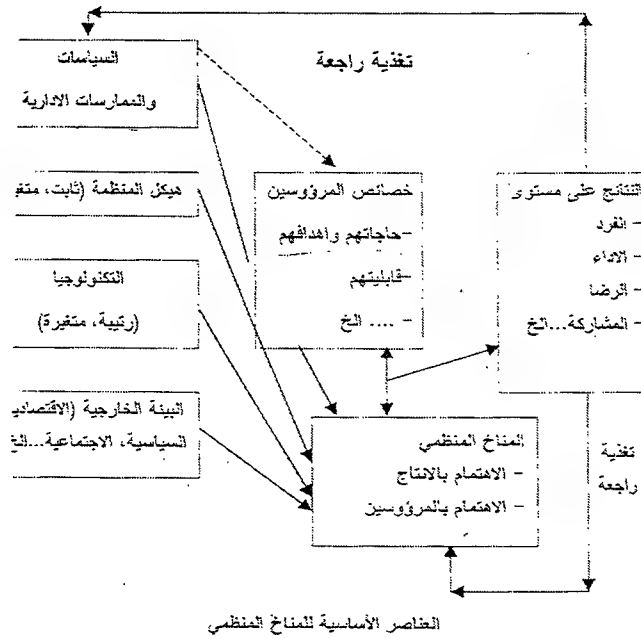 تغذية راجعة
السياسات
والممارسات الادارية
هيكل المنظمة (ثابت، متغي
التكنولوجيا
(رتيبة، متغيرة)
البيئة الخارجية (الاقتصادي
السياسية، الاجتماعية...الخ
خصائص المرؤوسين
-حاجاتهم واهدافهم
-قابليتهم
- .... الخ
النتائج على مستوى
- الفرد
- الاداء
- الرضا
- المشاركة...الخ
المناخ المنظمي
- الاهتمام بالانتاج
- الاهتمام بالمرؤوسين
تغذية
راجعة
العناصر الأساسية للمناخ المنظمي